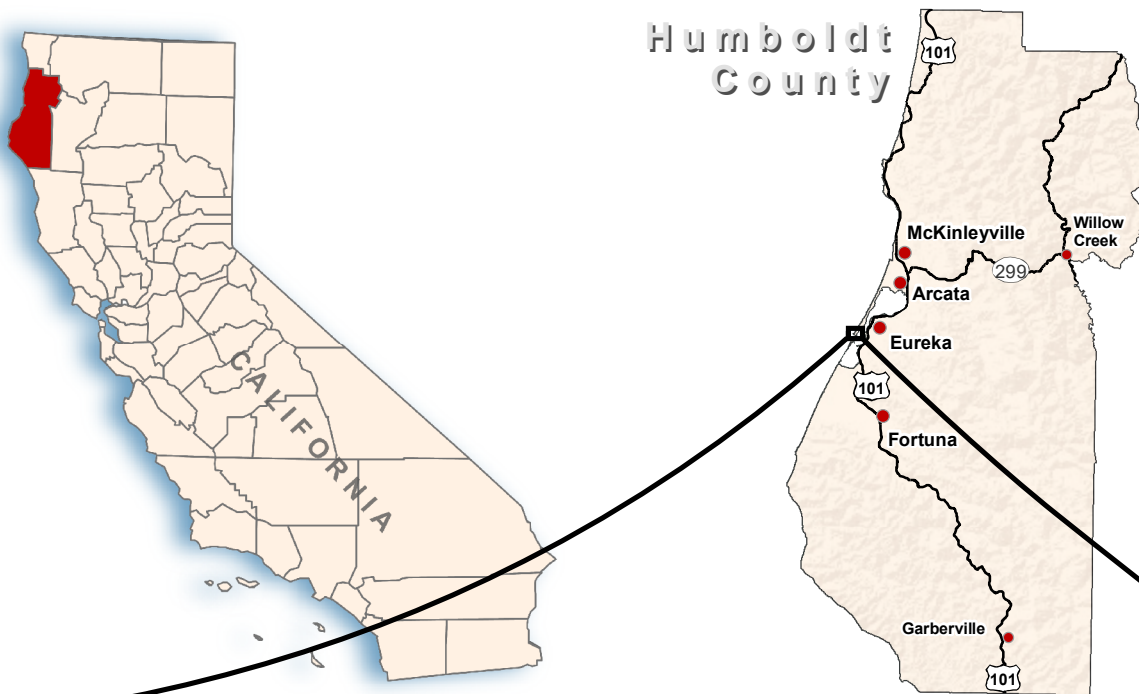 Humboldt
County
101
McKinleyville
Willow
Creek
299
Arcata
Eureka
101
Fortuna
Garberville
101
CALIFORNIA